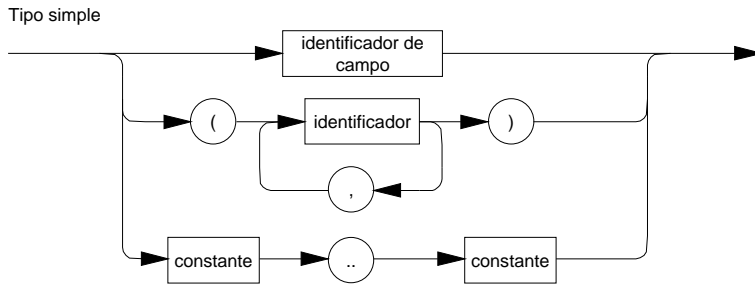 Tipo simple
identificador de
campo
(
identificador
)
,
constante
..
constante